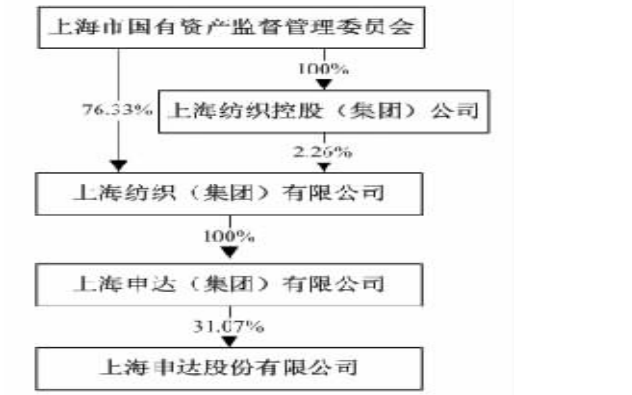 上海市国有资产监督管理委员会
100%
76.33%
上海纺织控股（集团）公司
2.26%
上海纺织（集团）有限公司
100%
上海申达（集团）有限公司
31.07%
上海申达股份有限公司